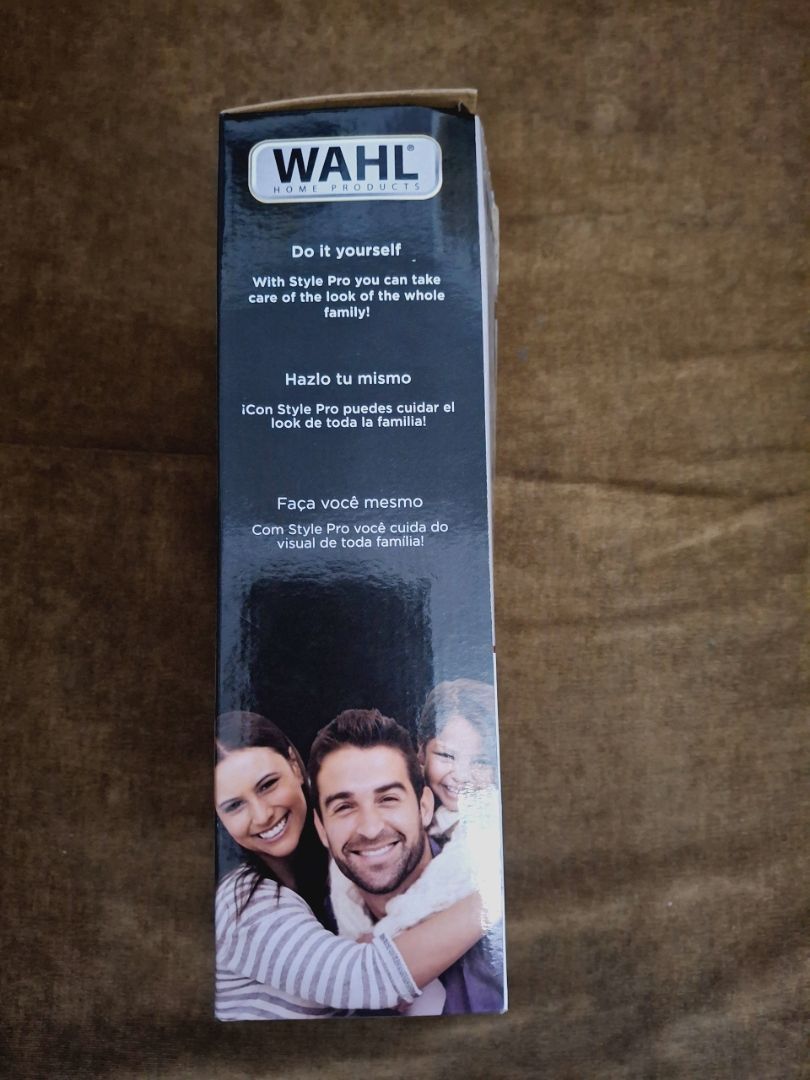 WAHL®
HOME PRODUCTS
Do it yourself
With Style Pro you can take
care of the look of the whole
family!
Hazlo tu mismo
¡Con Style Pro puedes cuidar el
look de toda la familia!
Faça você mesmo
Com Style Pro você cuida do
visual de toda família!